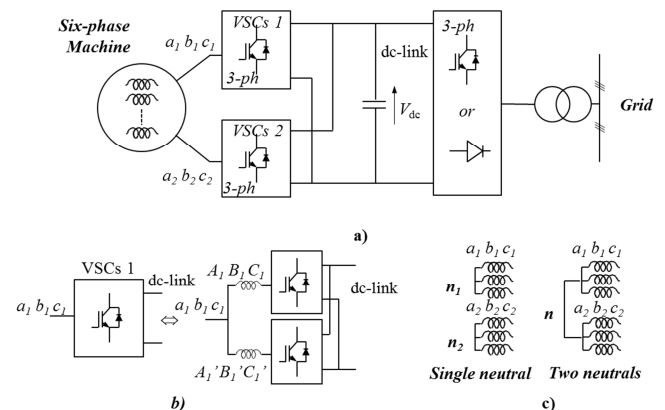 Six-phase
Machine
a1 b1 c1
VSCs 1
3-ph
dc-link
Vdc
3-ph
or
Grid
VSCs 2
3-ph
a2 b2 c2
a)
VSCs 1
a1 b1 c1
dc-link
⇔
a1 b1 c1
A1 B1 C1
dc-link
A1’B1’C1’
b)
a1 b1 c1
n1
a2 b2 c2
n2
Single neutral
a1 b1 c1
n
a2 b2 c2
Two neutrals
c)